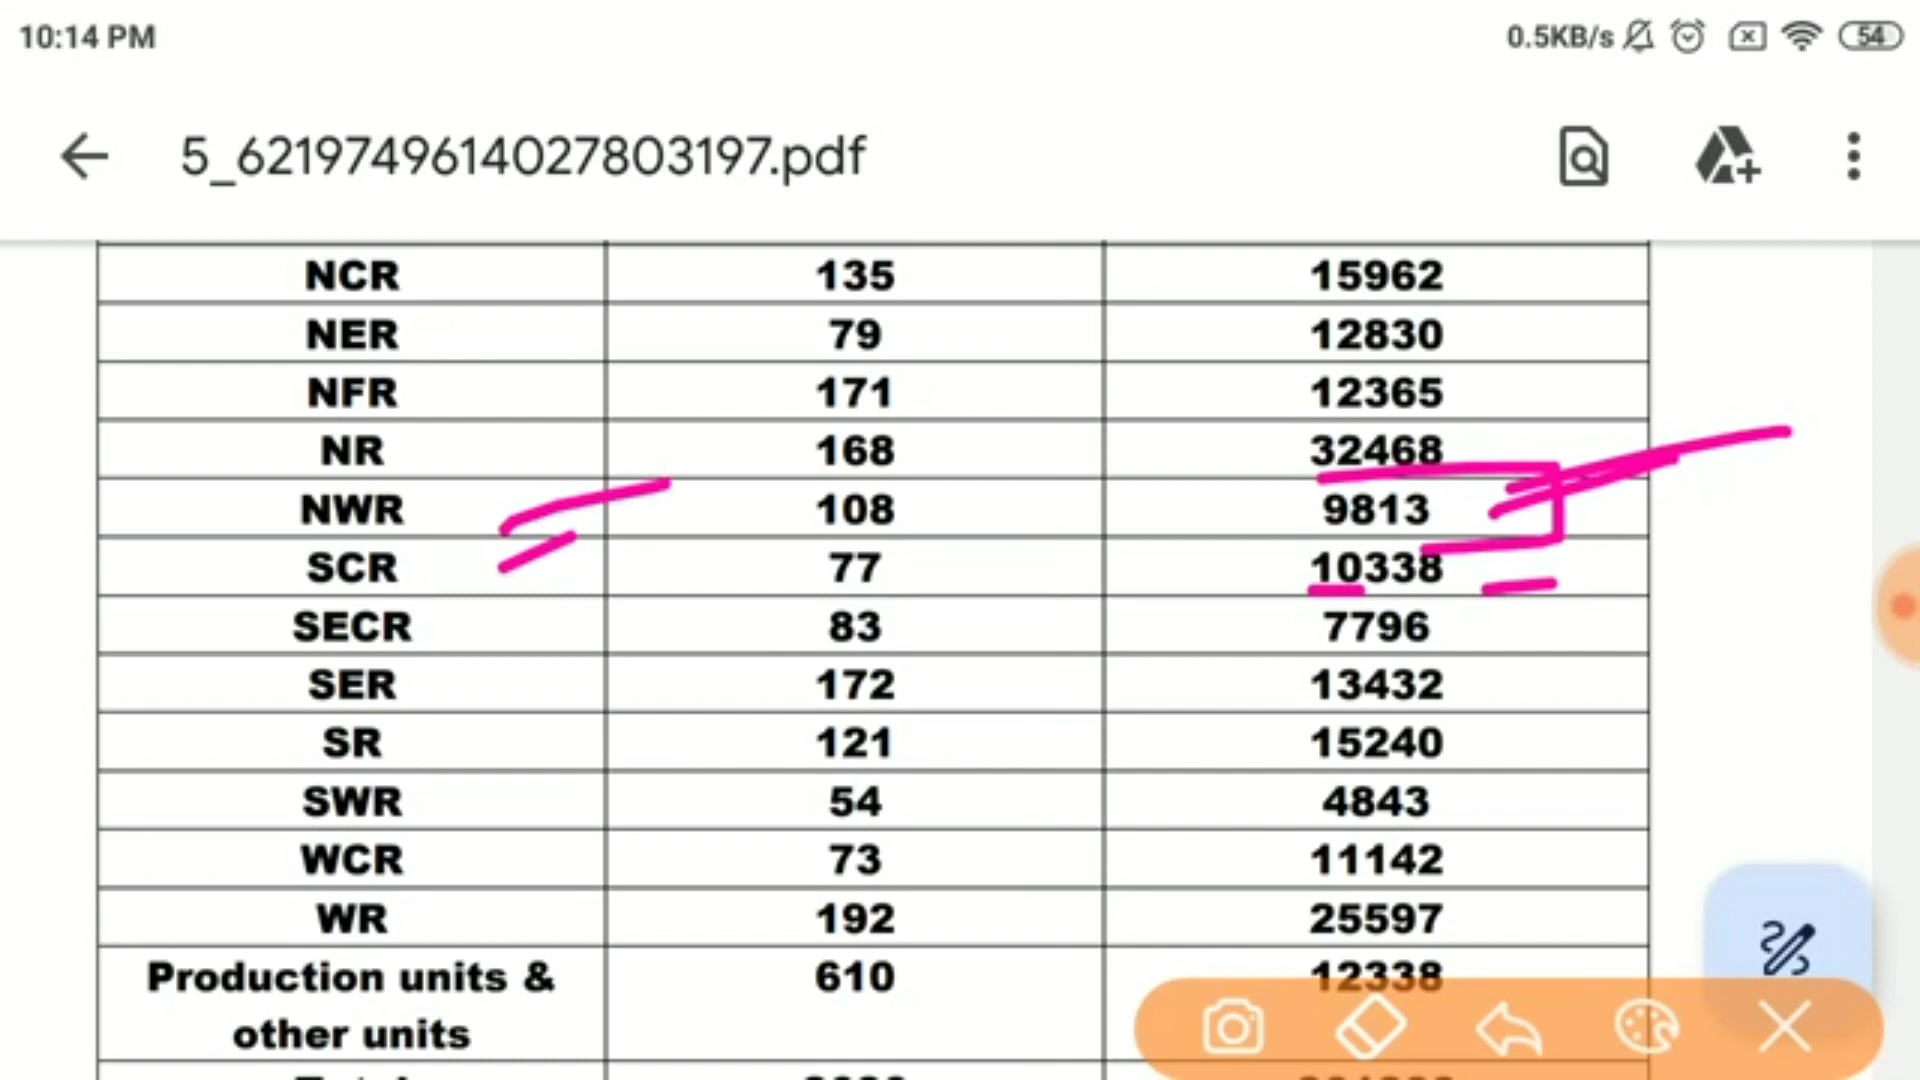 10:14 PM 0.5KB/s 54
5_6219749614027803197.pdf
NCR 135 15962
NER 79 12830
NFR 171 12365
NR 168 32468
NWR 108 9813
SCR 77 10338
SECR 83 7796
SER 172 13432
SR 121 15240
SWR 54 4843
WCR 73 11142
WR 192 25597
Production units & 610 12338
other units